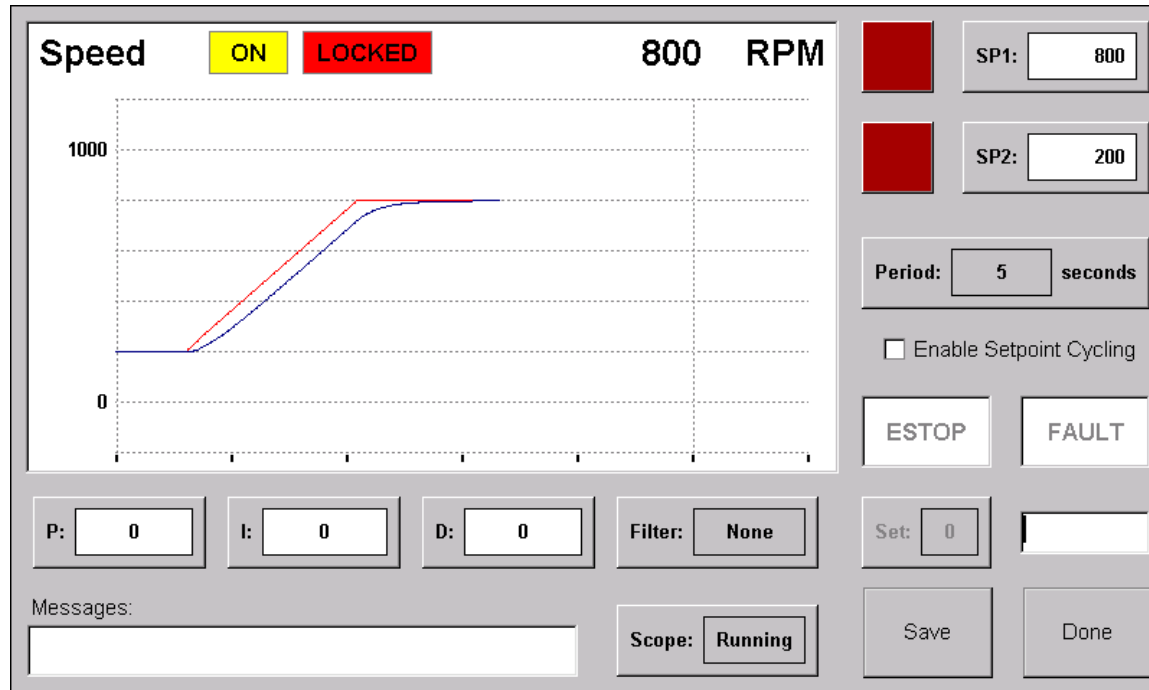 Speed ON LOCKED 800 RPM
1000
0
SP1: 800
SP2: 200
Period: 5 seconds
Enable Setpoint Cycling
ESTOP FAULT
P: 0 I: 0 D: 0 Filter: None Set: 0
Messages:
Scope: Running
Save Done